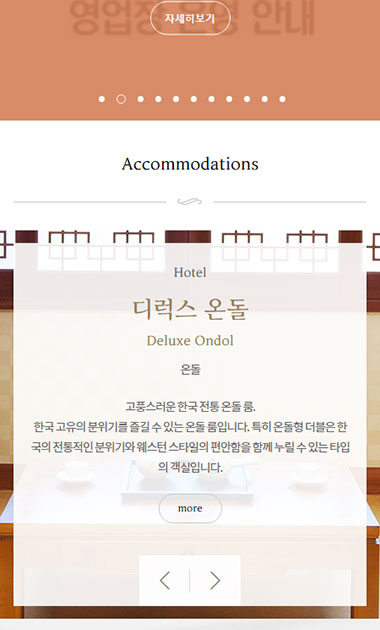 영업장 운영 안내
자세히보기
Accommodations
Hotel
디럭스 온돌
Deluxe Ondol
온돌
고풍스러운 한국 전통 온돌 룸.
한국 고유의 분위기를 즐길 수 있는 온돌 룸입니다. 특히 온돌형 더블은 한
국의 전통적인 분위기와 웨스턴 스타일의 편안함을 함께 누릴 수 있는 타입
의 객실입니다.
more